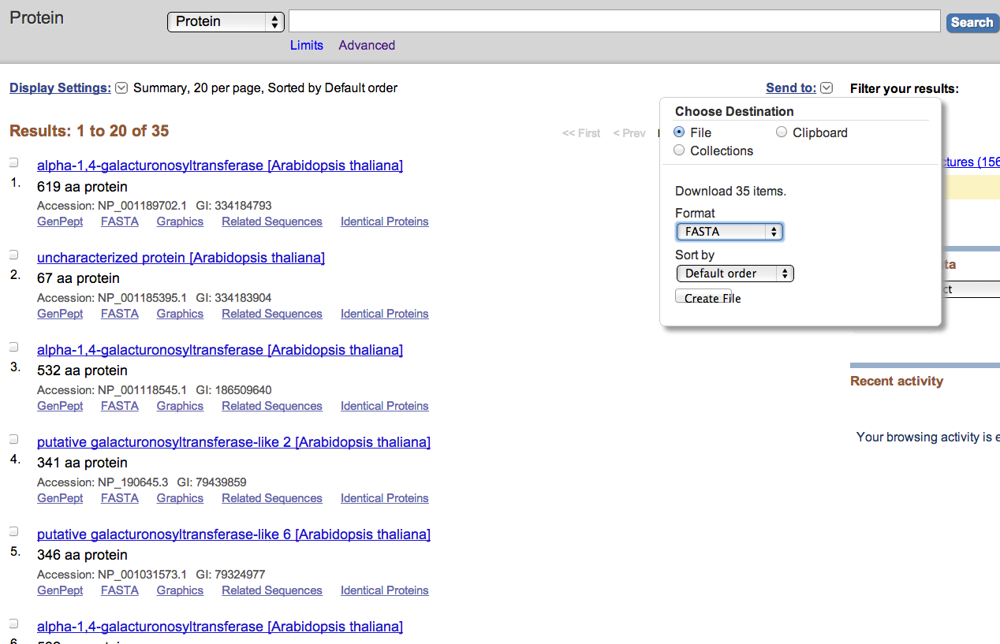 Protein
Protein
Search
Limits Advanced
Display Settings: Summary, 20 per page, Sorted by Default order
Send to:
Filter your results:
Results: 1 to 20 of 35
<< First < Prev
Choose Destination
File Clipboard
Collections
Download 35 items.
Format
FASTA
Sort by
Default order
Create File
tures (156
ta
ct
Recent activity
Your browsing activity is e
alpha-1,4-galacturonosyltransferase [Arabidopsis thaliana]
1. 619 aa protein
Accession: NP_001189702.1 GI: 334184793
GenPept FASTA Graphics Related Sequences Identical Proteins
uncharacterized protein [Arabidopsis thaliana]
2. 67 aa protein
Accession: NP_001185395.1 GI: 334183904
GenPept FASTA Graphics Related Sequences Identical Proteins
alpha-1,4-galacturonosyltransferase [Arabidopsis thaliana]
3. 532 aa protein
Accession: NP_001118545.1 GI: 186509640
GenPept FASTA Graphics Related Sequences Identical Proteins
putative galacturonosyltransferase-like 2 [Arabidopsis thaliana]
4. 341 aa protein
Accession: NP_190645.3 GI: 79439859
GenPept FASTA Graphics Related Sequences Identical Proteins
putative galacturonosyltransferase-like 6 [Arabidopsis thaliana]
5. 346 aa protein
Accession: NP_001031573.1 GI: 79324977
GenPept FASTA Graphics Related Sequences Identical Proteins
alpha-1,4-galacturonosyltransferase [Arabidopsis thaliana]